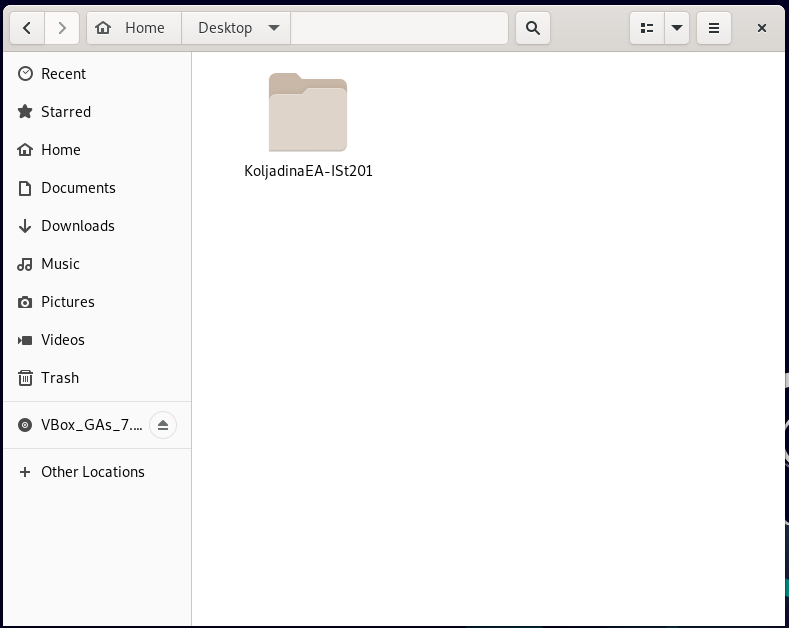 Home
Desktop
Recent
Starred
Home
Documents
Downloads
Music
Pictures
Videos
Trash
VBox_GAs_7....
Other Locations
KoljadinaEA-ISt201